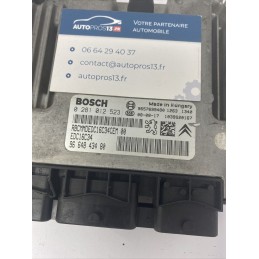 AUTOPROS13.FR
VOTRE PARTENAIRE
AUTOMOBILE
06 64 29 40 37
contact@autopros13.fr
autopros13.fr
BOSCH
Made in Hungary
0 281 012 523
EDC16C34
96 648 434 80